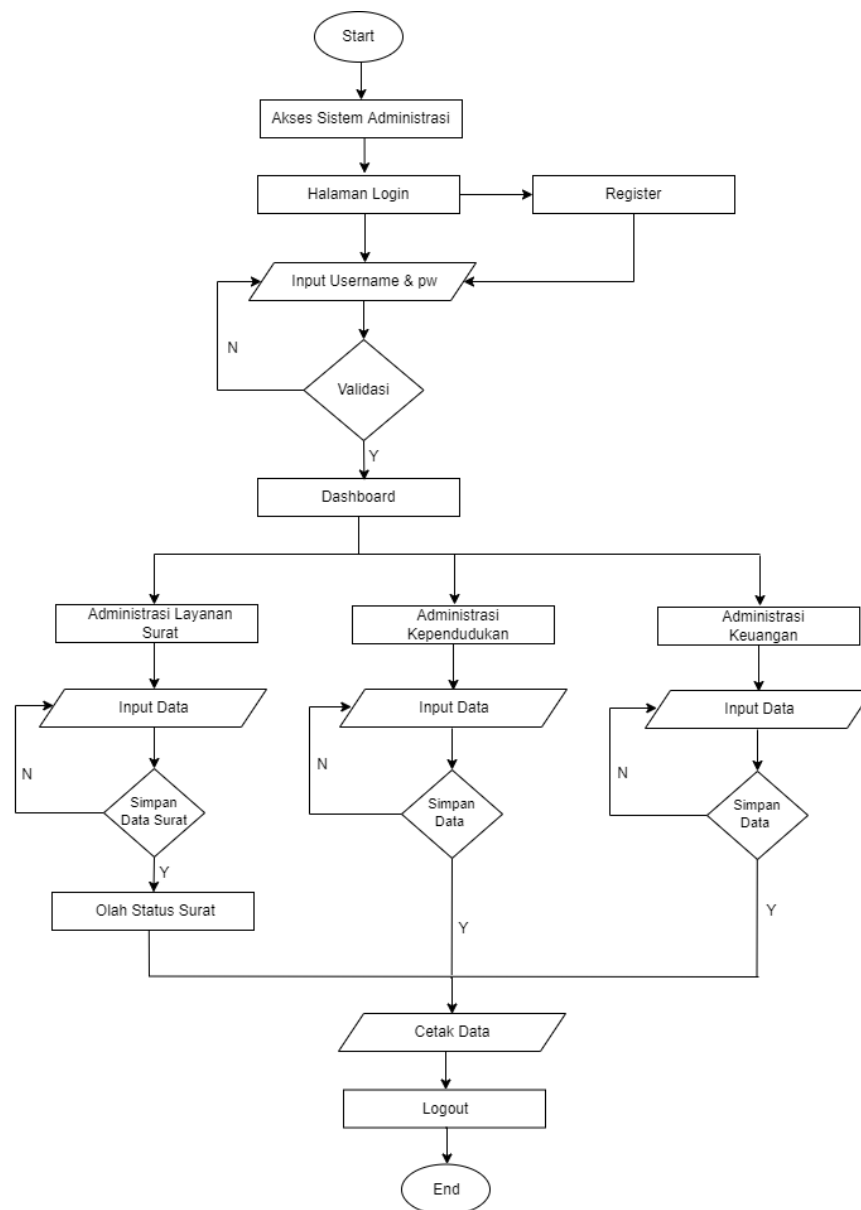 Start
Akses Sistem Administrasi
Halaman Login
Register
Input Username & pw
N
Validasi
Y
Dashboard
Administrasi Layanan
Surat
Administrasi
Kependudukan
Administrasi
Keuangan
Input Data
Input Data
Input Data
N
N
N
Simpan
Data Surat
Simpan
Data
Simpan
Data
Y
Olah Status Surat
Y
Y
Cetak Data
Logout
End